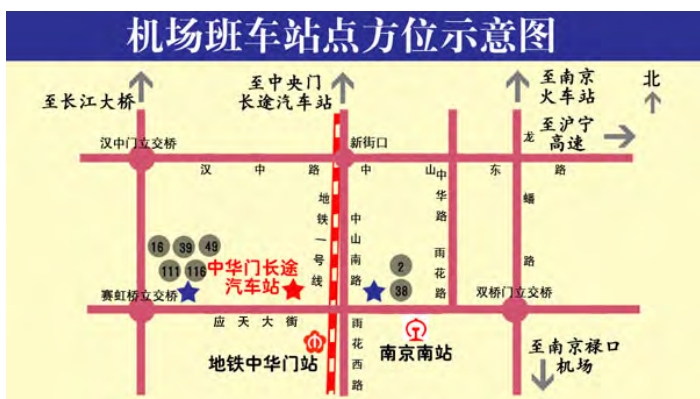 机场班车站点方位示意图
至长江大桥
至中央门
长途汽车站
至南京
火车站
北
至沪宁
高速
汉中门立交桥
新街口
汉中路
中山东路
龙蟠路
地铁一号线
中山南路
中华路
雨花路
16
39
49
111
116
中华门长途
汽车站
2
38
赛虹桥立交桥
双桥门立交桥
应天大街
雨花西路
地铁中华门站
南京南站
至南京禄口
机场